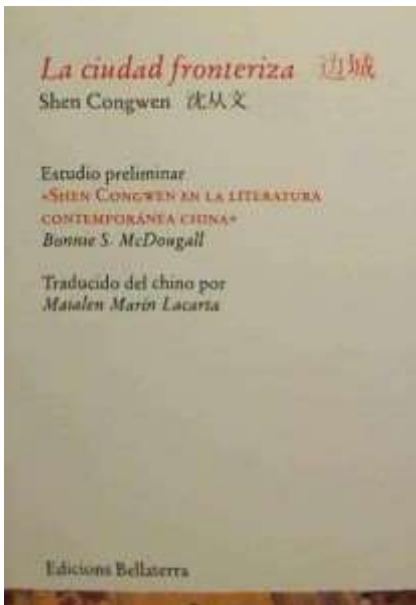 La ciudad fronteriza 边城
Shen Congwen 沈从文
Estudio preliminar
«SHEN CONGWEN EN LA LITERATURA
CONTEMPORÁNEA CHINA»
Bonnie S. McDougall
Traducido del chino por
Maialen Marín Lacarta
Edicions Bellaterra